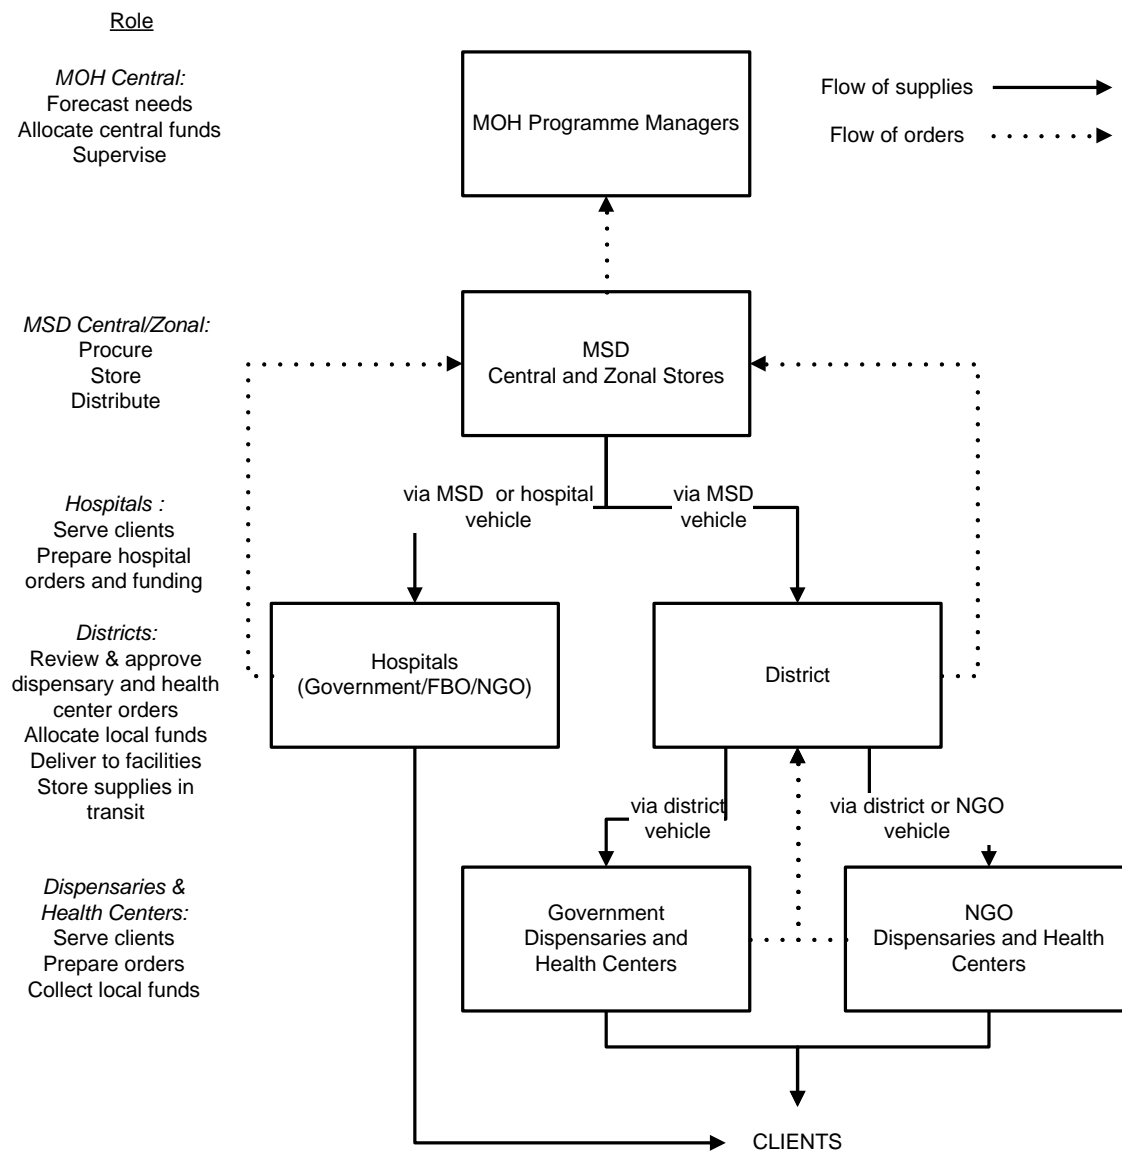 Role
MOH Central:
Forecast needs
Allocate central funds
Supervise
MOH Programme Managers
Flow of supplies
Flow of orders
MSD Central/Zonal:
Procure
Store
Distribute
MSD
Central and Zonal Stores
Hospitals :
Serve clients
Prepare hospital
orders and funding
via MSD or hospital
vehicle
via MSD
vehicle
Districts:
Review & approve
dispensary and health
center orders
Allocate local funds
Deliver to facilities
Store supplies in
transit
Hospitals
(Government/FBO/NGO)
District
via district
vehicle
via district or NGO
vehicle
Dispensaries &
Health Centers:
Serve clients
Prepare orders
Collect local funds
Government
Dispensaries and
Health Centers
NGO
Dispensaries and Health
Centers
CLIENTS